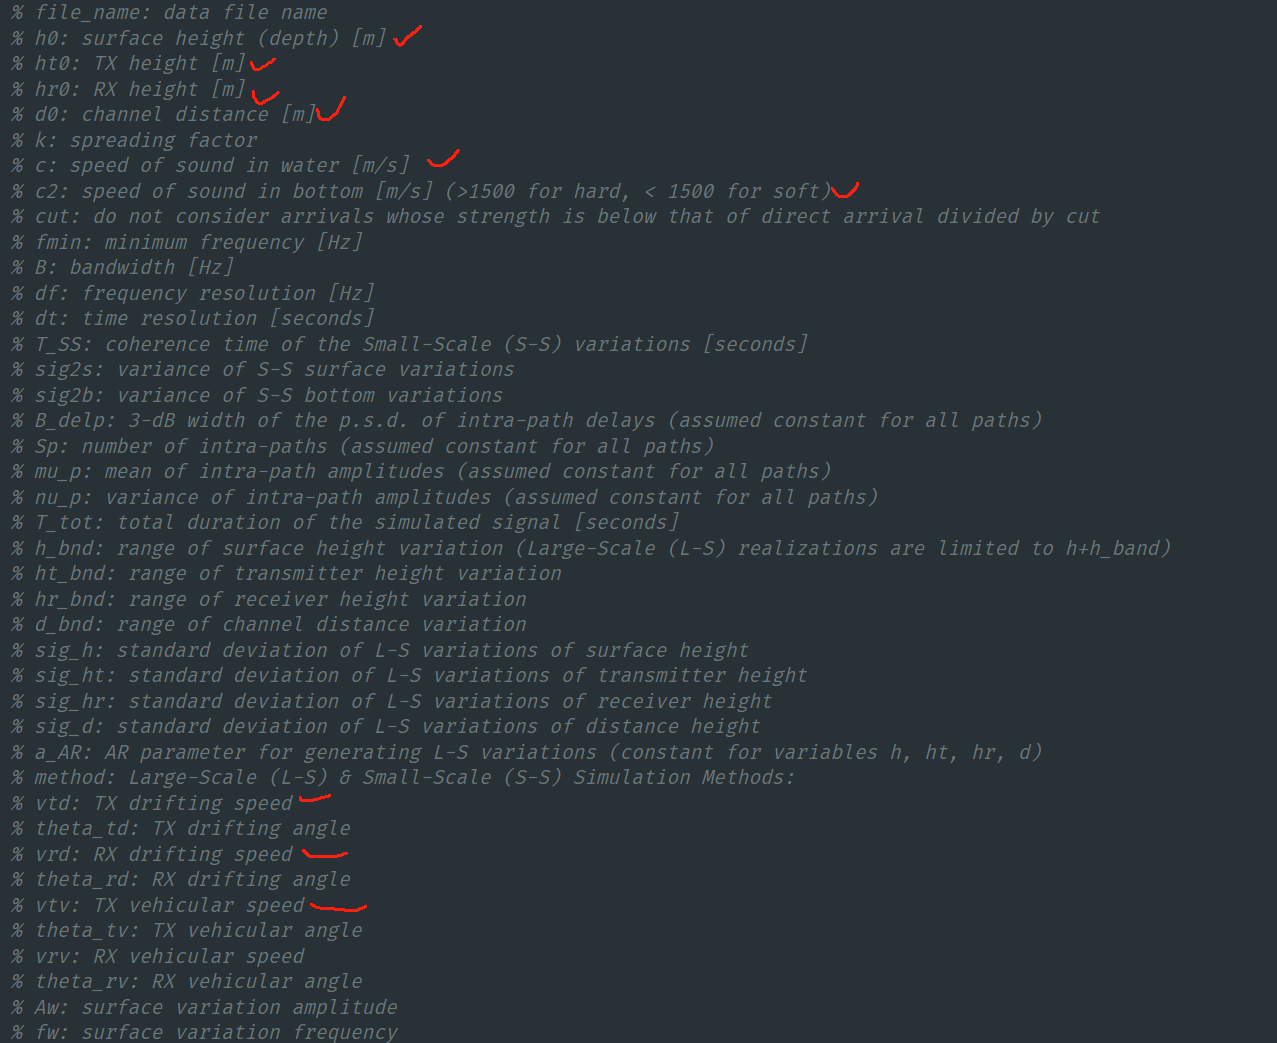 % file_name: data file name
% h0: surface height (depth) [m]
% ht0: TX height [m]
% hr0: RX height [m]
% d0: channel distance [m]
% k: spreading factor
% c: speed of sound in water [m/s]
% c2: speed of sound in bottom [m/s] (>1500 for hard, < 1500 for soft)
% cut: do not consider arrivals whose strength is below that of direct arrival divided by cut
% fmin: minimum frequency [Hz]
% B: bandwidth [Hz]
% df: frequency resolution [Hz]
% dt: time resolution [seconds]
% T_SS: coherence time of the Small-Scale (S-S) variations [seconds]
% sig2s: variance of S-S surface variations
% sig2b: variance of S-S bottom variations
% B_delp: 3-dB width of the p.s.d. of intra-path delays (assumed constant for all paths)
% Sp: number of intra-paths (assumed constant for all paths)
% mu_p: mean of intra-path amplitudes (assumed constant for all paths)
% nu_p: variance of intra-path amplitudes (assumed constant for all paths)
% T_tot: total duration of the simulated signal [seconds]
% h_bnd: range of surface height variation (Large-Scale (L-S) realizations are limited to h+h_band)
% ht_bnd: range of transmitter height variation
% hr_bnd: range of receiver height variation
% d_bnd: range of channel distance variation
% sig_h: standard deviation of L-S variations of surface height
% sig_ht: standard deviation of L-S variations of transmitter height
% sig_hr: standard deviation of L-S variations of receiver height
% sig_d: standard deviation of L-S variations of distance height
% a_AR: AR parameter for generating L-S variations (constant for variables h, ht, hr, d)
% method: Large-Scale (L-S) & Small-Scale (S-S) Simulation Methods:
% vtd: TX drifting speed
% theta_td: TX drifting angle
% vrd: RX drifting speed
% theta_rd: RX drifting angle
% vtv: TX vehicular speed
% theta_tv: TX vehicular angle
% vrv: RX vehicular speed
% theta_rv: RX vehicular angle
% Aw: surface variation amplitude
% fw: surface variation frequency